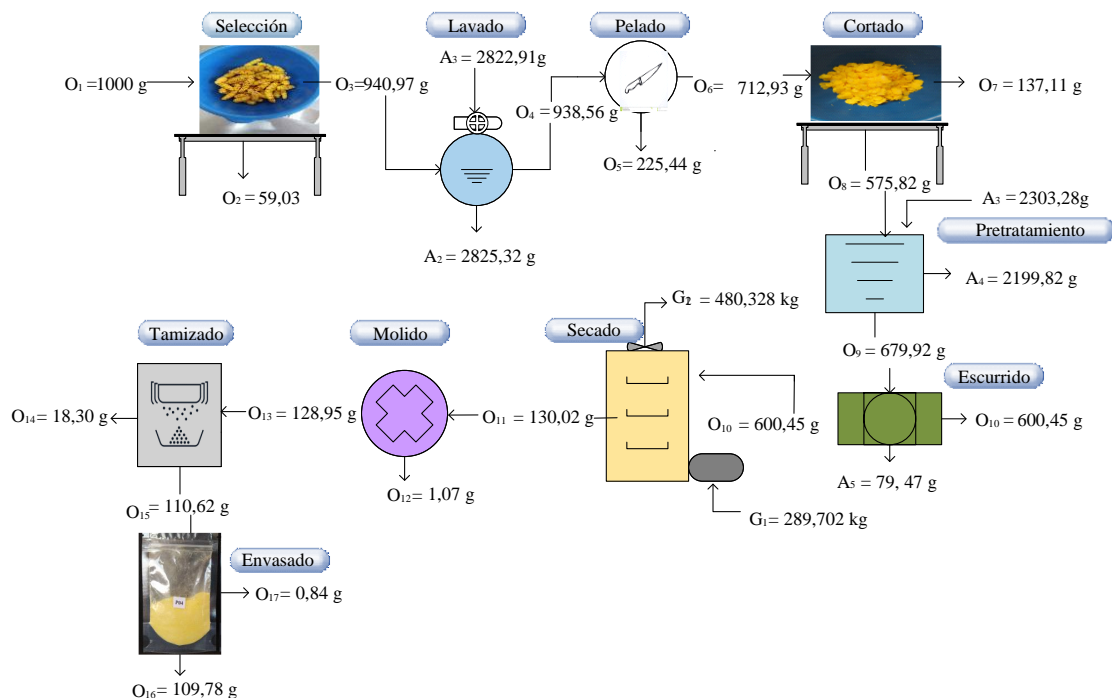 Selección
Lavado
Pelado
Cortado
O₁ =1000 g
O₂ = 59,03
O₃=940,97 g
A₃ = 2822,91g
A₂ = 2825,32 g
O₄ = 938,56 g
O₅ = 225,44 g
O₆= 712,93 g
O₇ = 137,11 g
O₈ = 575,82 g
A₃ = 2303,28g
Pretratamiento
A₄ = 2199,82 g
O₉ = 679,92 g
Escurrido
O₁₀ = 600,45 g
A₅ = 79, 47 g
Secado
G₂ = 480,328 kg
O₁₀ = 600,45 g
G₁ = 289,702 kg
O₁₁ = 130,02 g
Molido
O₁₂= 1,07 g
O₁₃ = 128,95 g
Tamizado
O₁₄= 18,30 g
O₁₅= 110,62 g
Envasado
P04
O₁₇= 0,84 g
O₁₆= 109,78 g